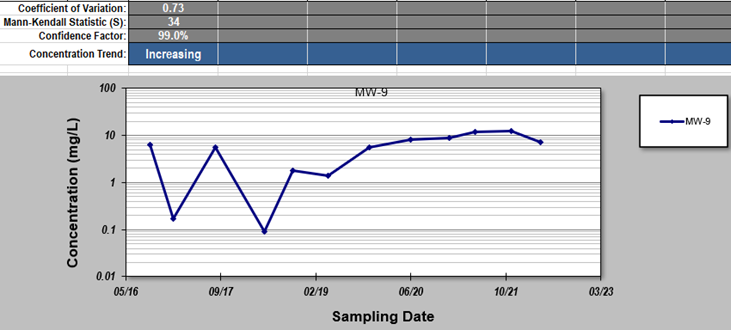 Coefficient of Variation: 0.73
Mann-Kendall Statistic (S): 34
Confidence Factor: 99.0%
Concentration Trend: Increasing
MW-9
100
10
1
0.1
0.01
Concentration (mg/L)
05/16 09/17 02/19 06/20 10/21 03/23
Sampling Date
MW-9